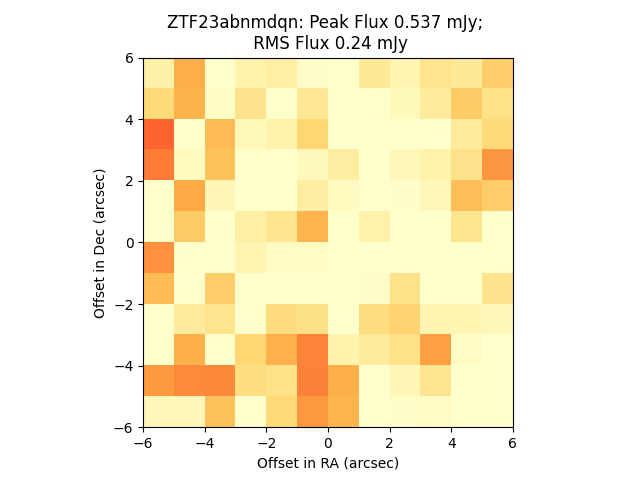 ZTF23abnmdqn: Peak Flux 0.537 mJy;
RMS Flux 0.24 mJy
6
4
2
0
−2
−4
−6
Offset in Dec (arcsec)
−6 −4 −2 0 2 4 6
Offset in RA (arcsec)